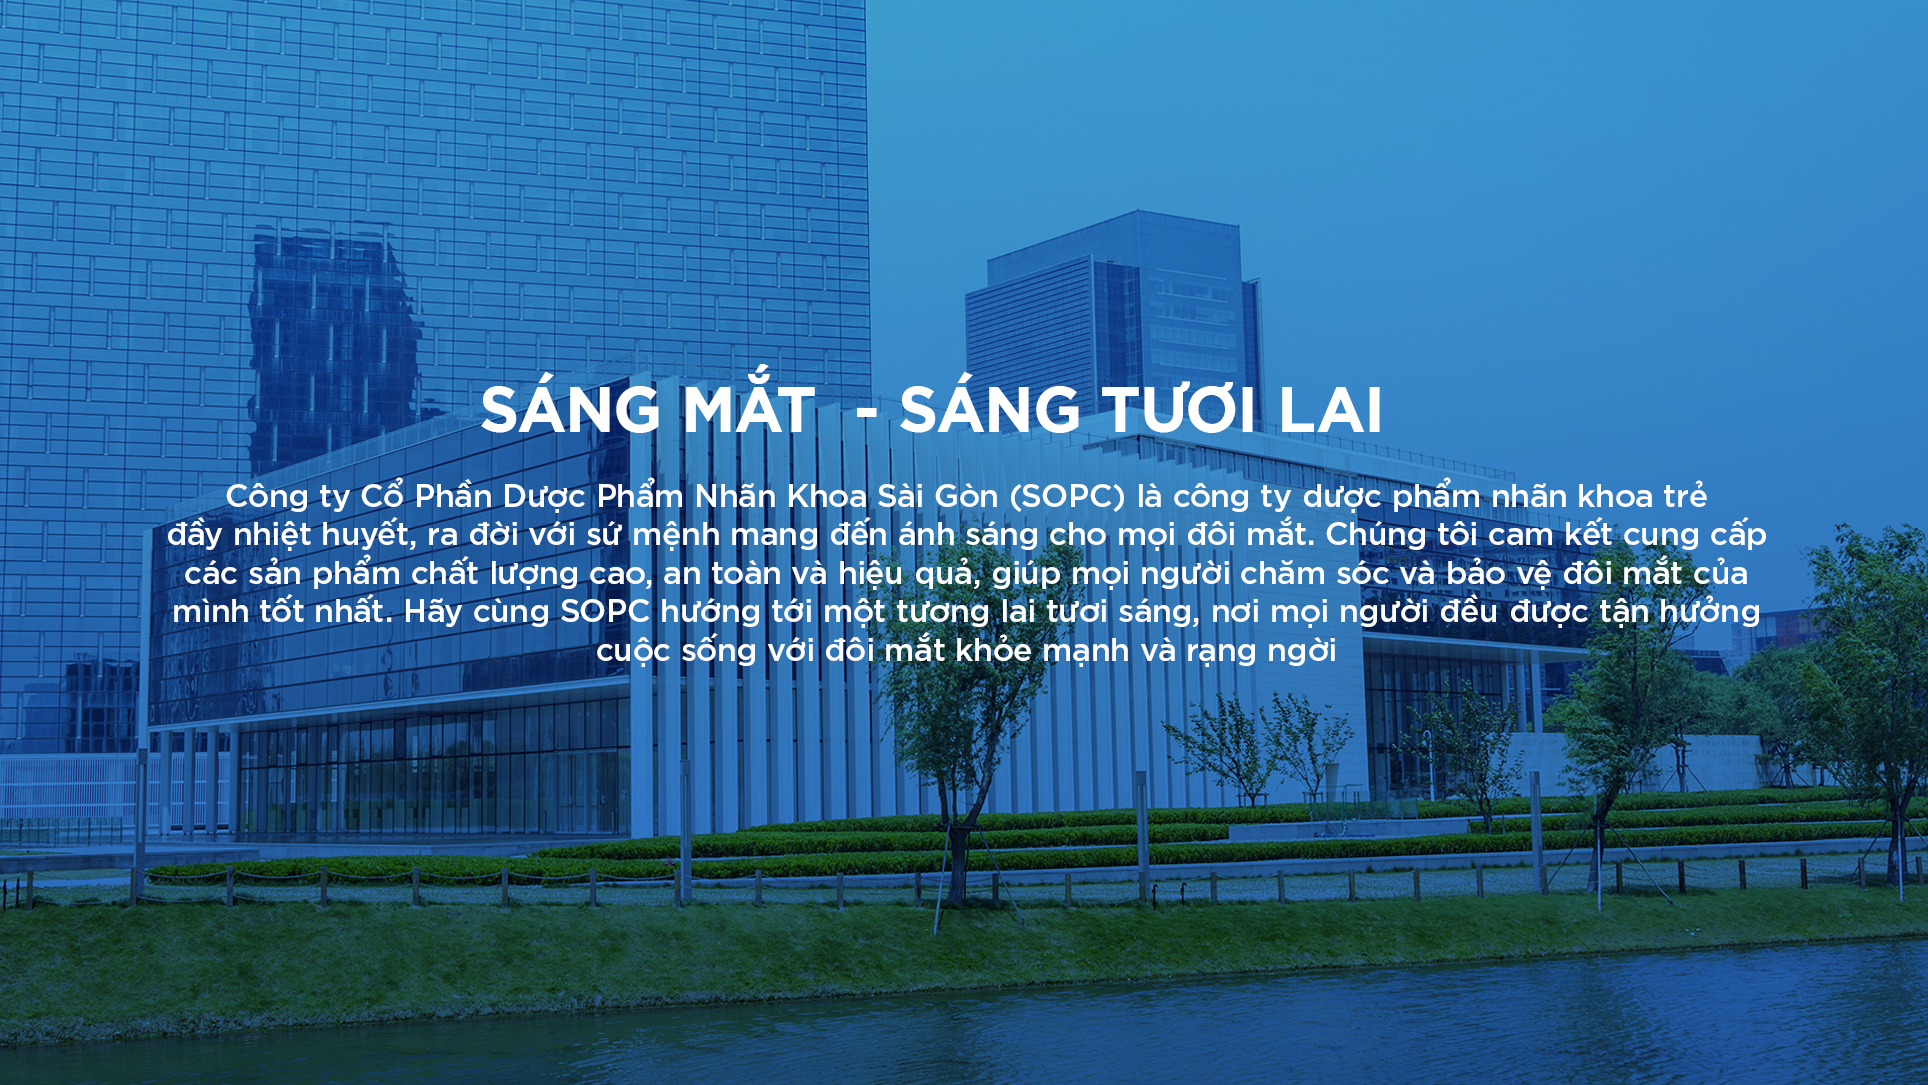 SÁNG MẮT  - SÁNG TƯƠI LAI
Công ty Cổ Phần Dược Phẩm Nhãn Khoa Sài Gòn (SOPC) là công ty dược phẩm nhãn khoa trẻ
đầy nhiệt huyết, ra đời với sứ mệnh mang đến ánh sáng cho mọi đôi mắt. Chúng tôi cam kết cung cấp
các sản phẩm chất lượng cao, an toàn và hiệu quả, giúp mọi người chăm sóc và bảo vệ đôi mắt của
mình tốt nhất. Hãy cùng SOPC hướng tới một tương lai tươi sáng, nơi mọi người đều được tận hưởng
cuộc sống với đôi mắt khỏe mạnh và rạng ngời